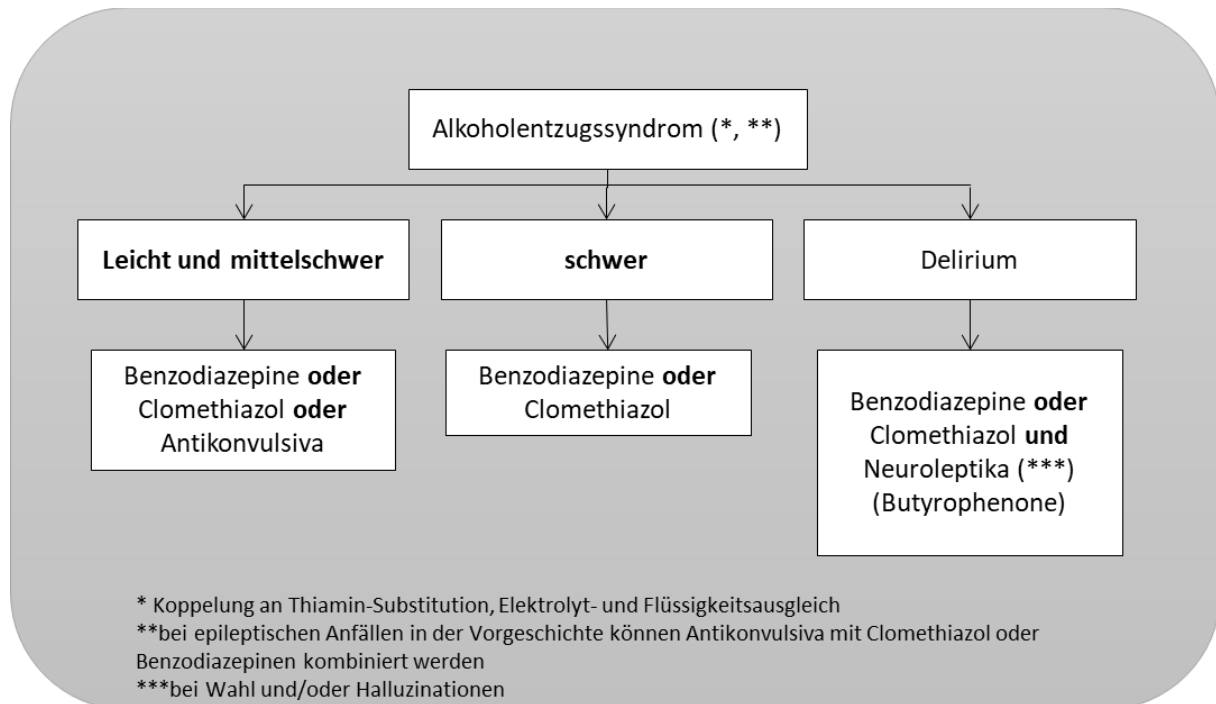 Alkoholentzugssyndrom (*, **)
Leicht und mittelschwer
schwer
Delirium
Benzodiazepine oder
Clomethiazol oder
Antikonvulsiva
Benzodiazepine oder
Clomethiazol
Benzodiazepine oder
Clomethiazol und
Neuroleptika (***)
(Butyrophenone)
* Koppelung an Thiamin-Substitution, Elektrolyt- und Flüssigkeitsausgleich
**bei epileptischen Anfällen in der Vorgeschichte können Antikonvulsiva mit Clomethiazol oder
Benzodiazepinen kombiniert werden
***bei Wahl und/oder Halluzinationen